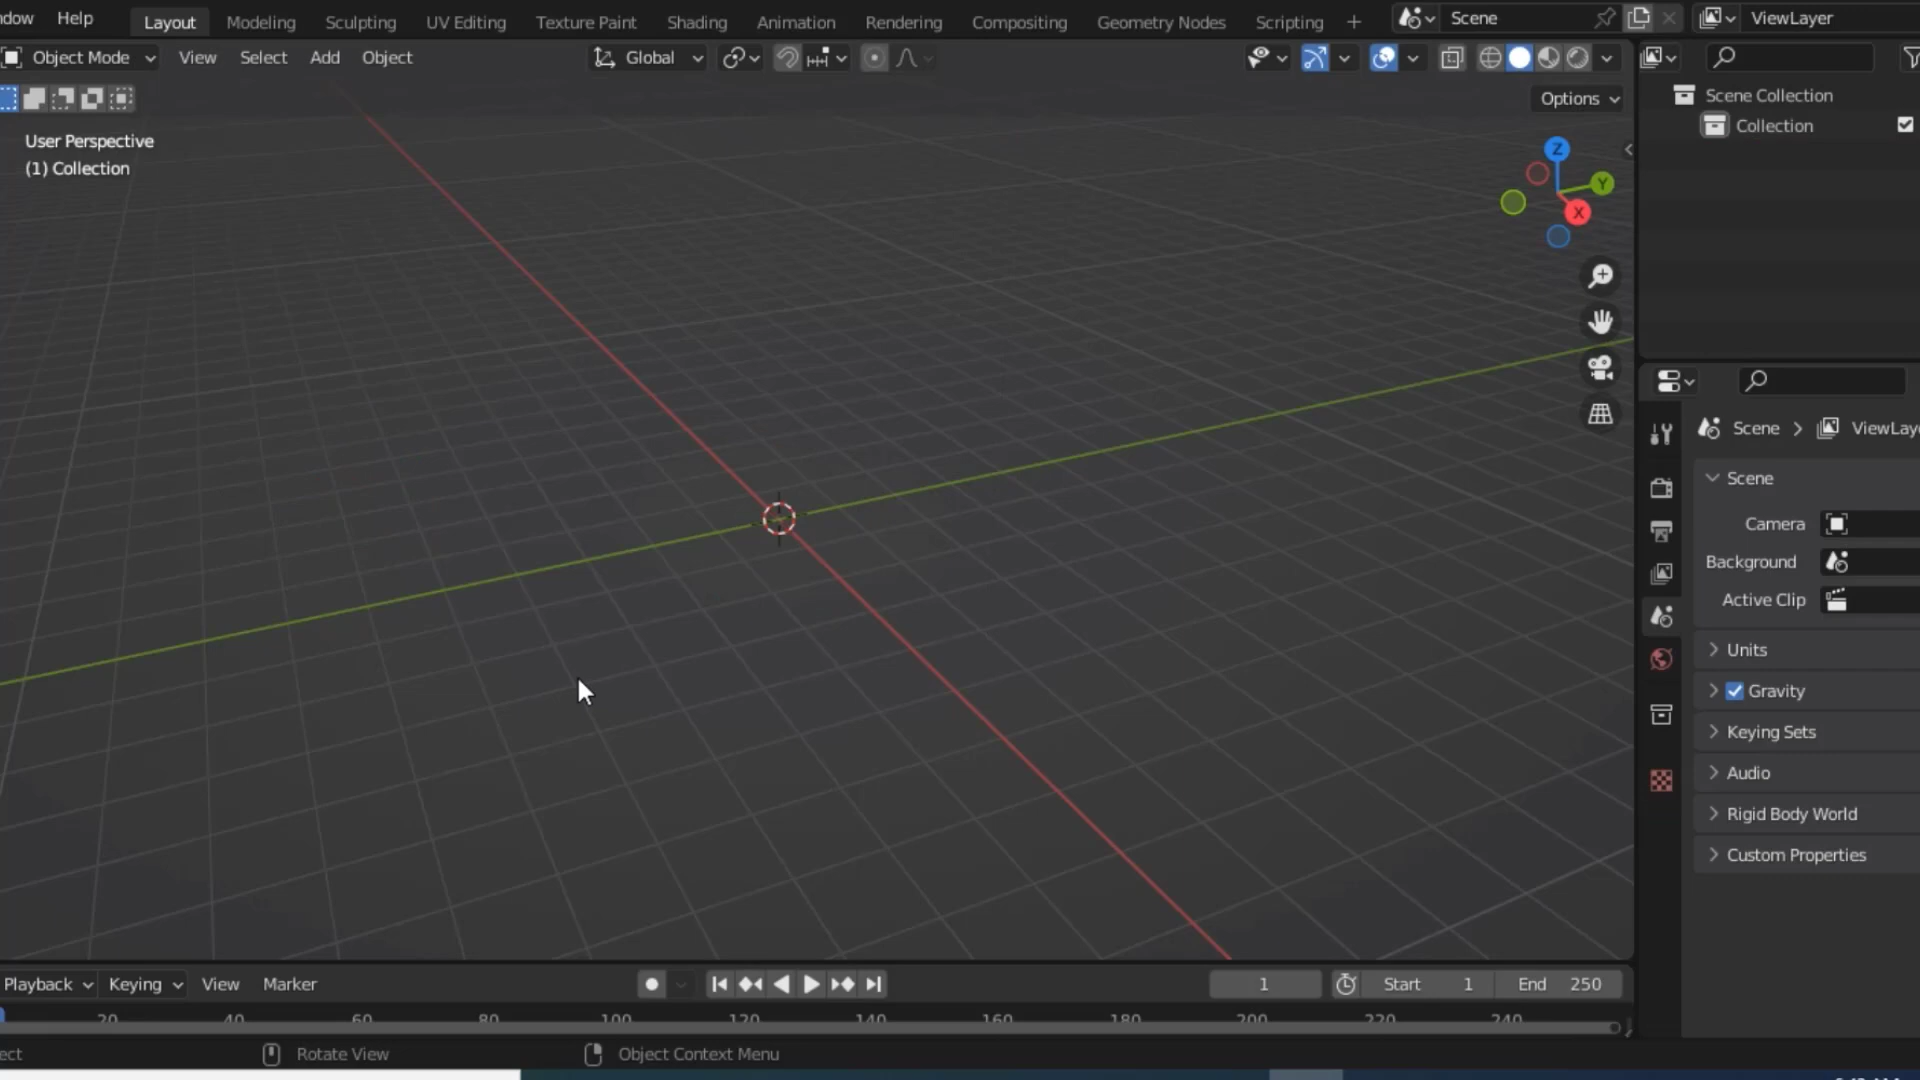 Help Layout Modeling Sculpting UV Editing Texture Paint Shading Animation Rendering Compositing Geometry Nodes Scripting + Scene ViewLayer
Object Mode View Select Add Object Global
Options
User Perspective
(1) Collection
Z
Y
X
Scene Collection
Collection
Scene > ViewLay
Scene
Camera
Background
Active Clip
Units
Gravity
Keying Sets
Audio
Rigid Body World
Custom Properties
Playback Keying View Marker 1 Start 1 End 250
20 40 60 80 100 120 140 160 180 200 220 240
ect Rotate View Object Context Menu